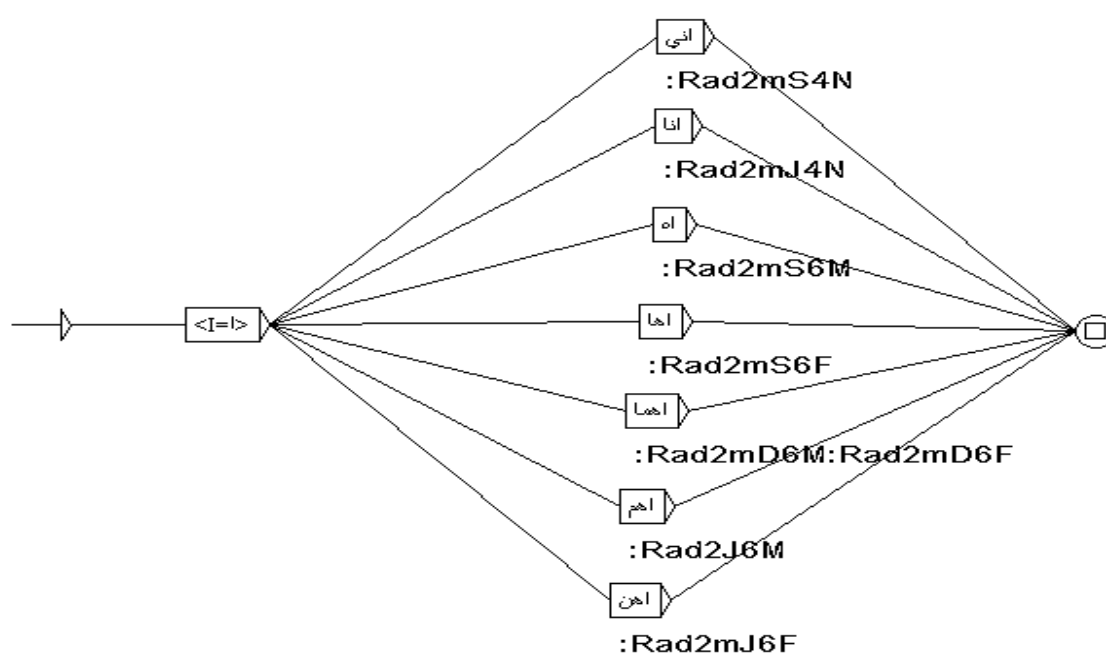 اني
:Rad2mS4N
انا
:Rad2mJ4N
اه
:Rad2mS6M
<I=ا>
اها
:Rad2mS6F
اهما
:Rad2mD6M:Rad2mD6F
اهم
:Rad2J6M
اهن
:Rad2mJ6F